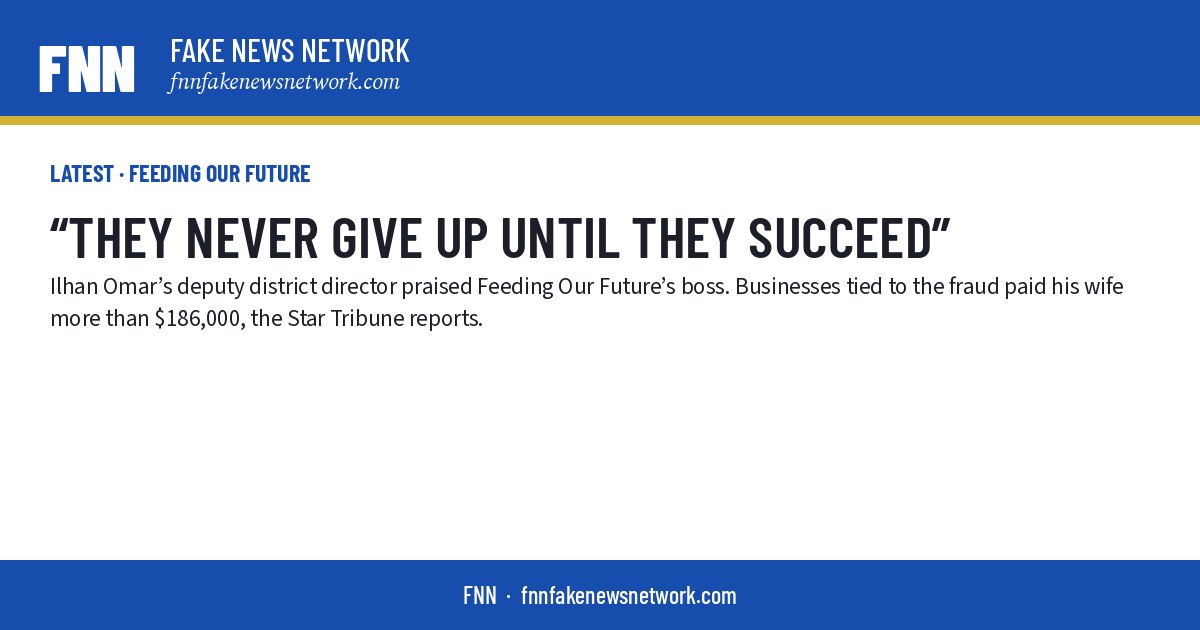 FNN
FAKE NEWS NETWORK
fnnfakenewsnetwork.com
LATEST · FEEDING OUR FUTURE
“THEY NEVER GIVE UP UNTIL THEY SUCCEED”
Ilhan Omar’s deputy district director praised Feeding Our Future’s boss. Businesses tied to the fraud paid his wife
more than $186,000, the Star Tribune reports.
FNN · fnnfakenewsnetwork.com